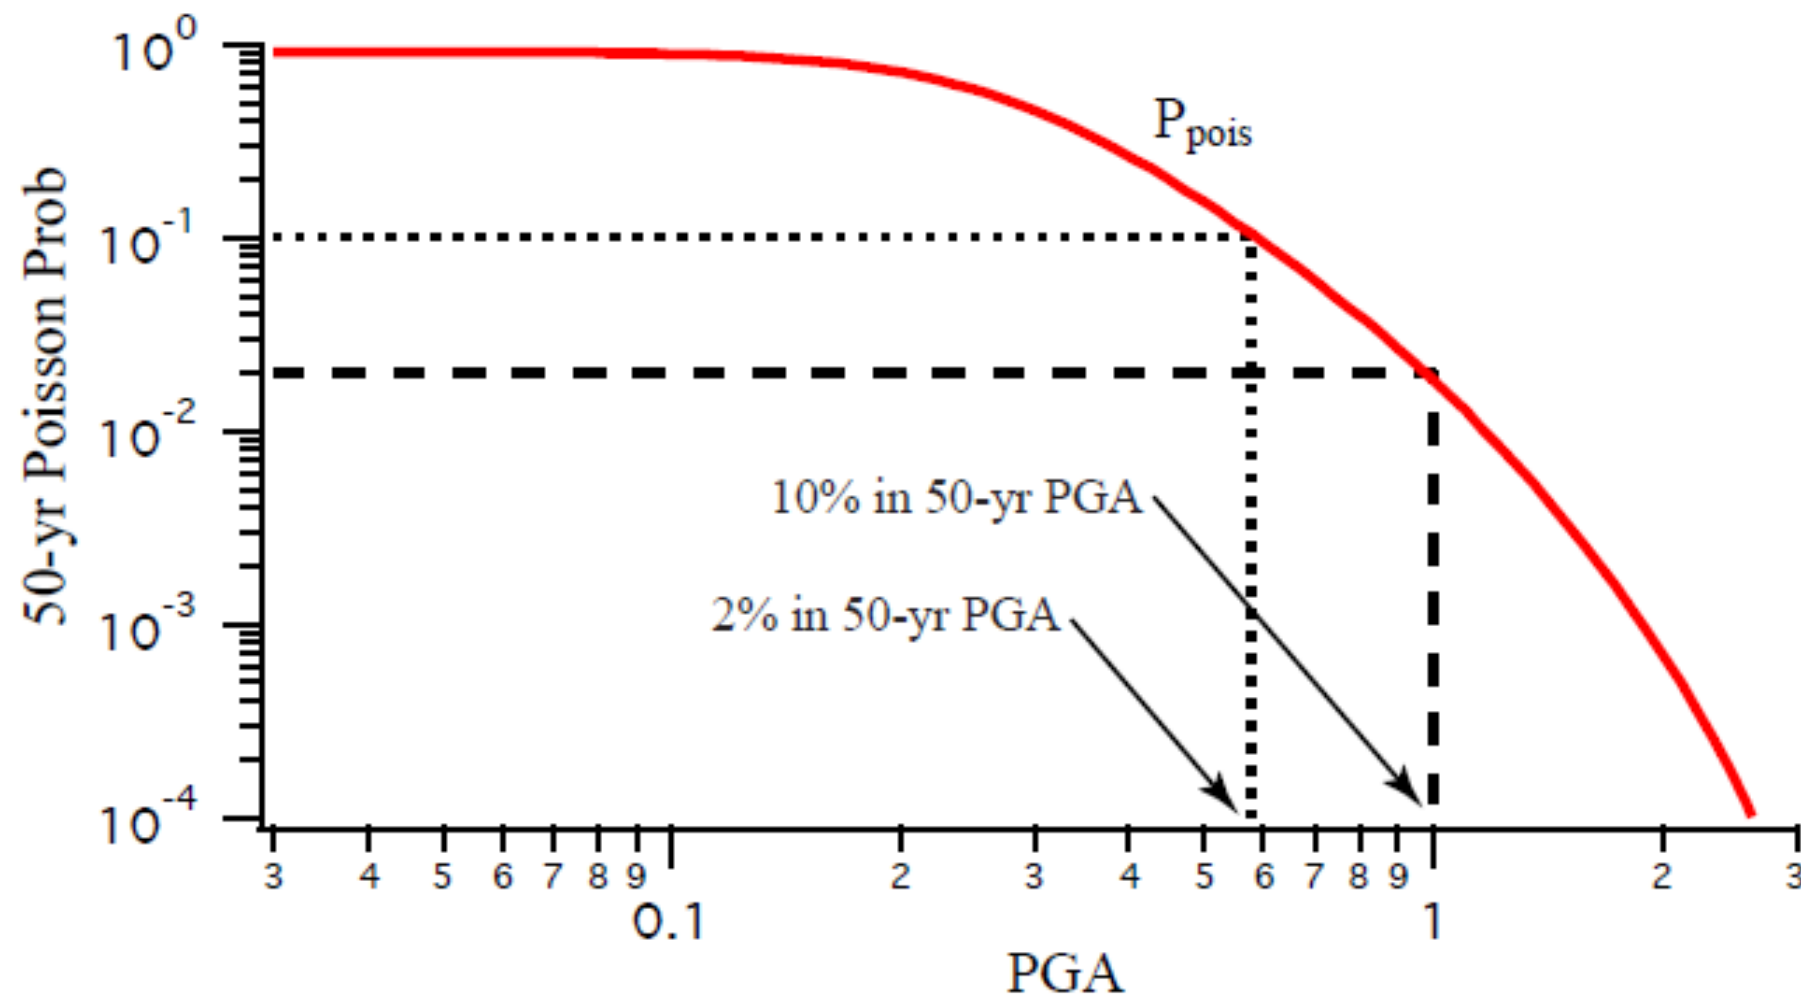 10^0
P_pois
10^-1
10^-2
10% in 50-yr PGA
2% in 50-yr PGA
10^-3
10^-4
50-yr Poisson Prob
3 4 5 6 7 8 9 2 3 4 5 6 7 8 9 2 3
0.1 1
PGA